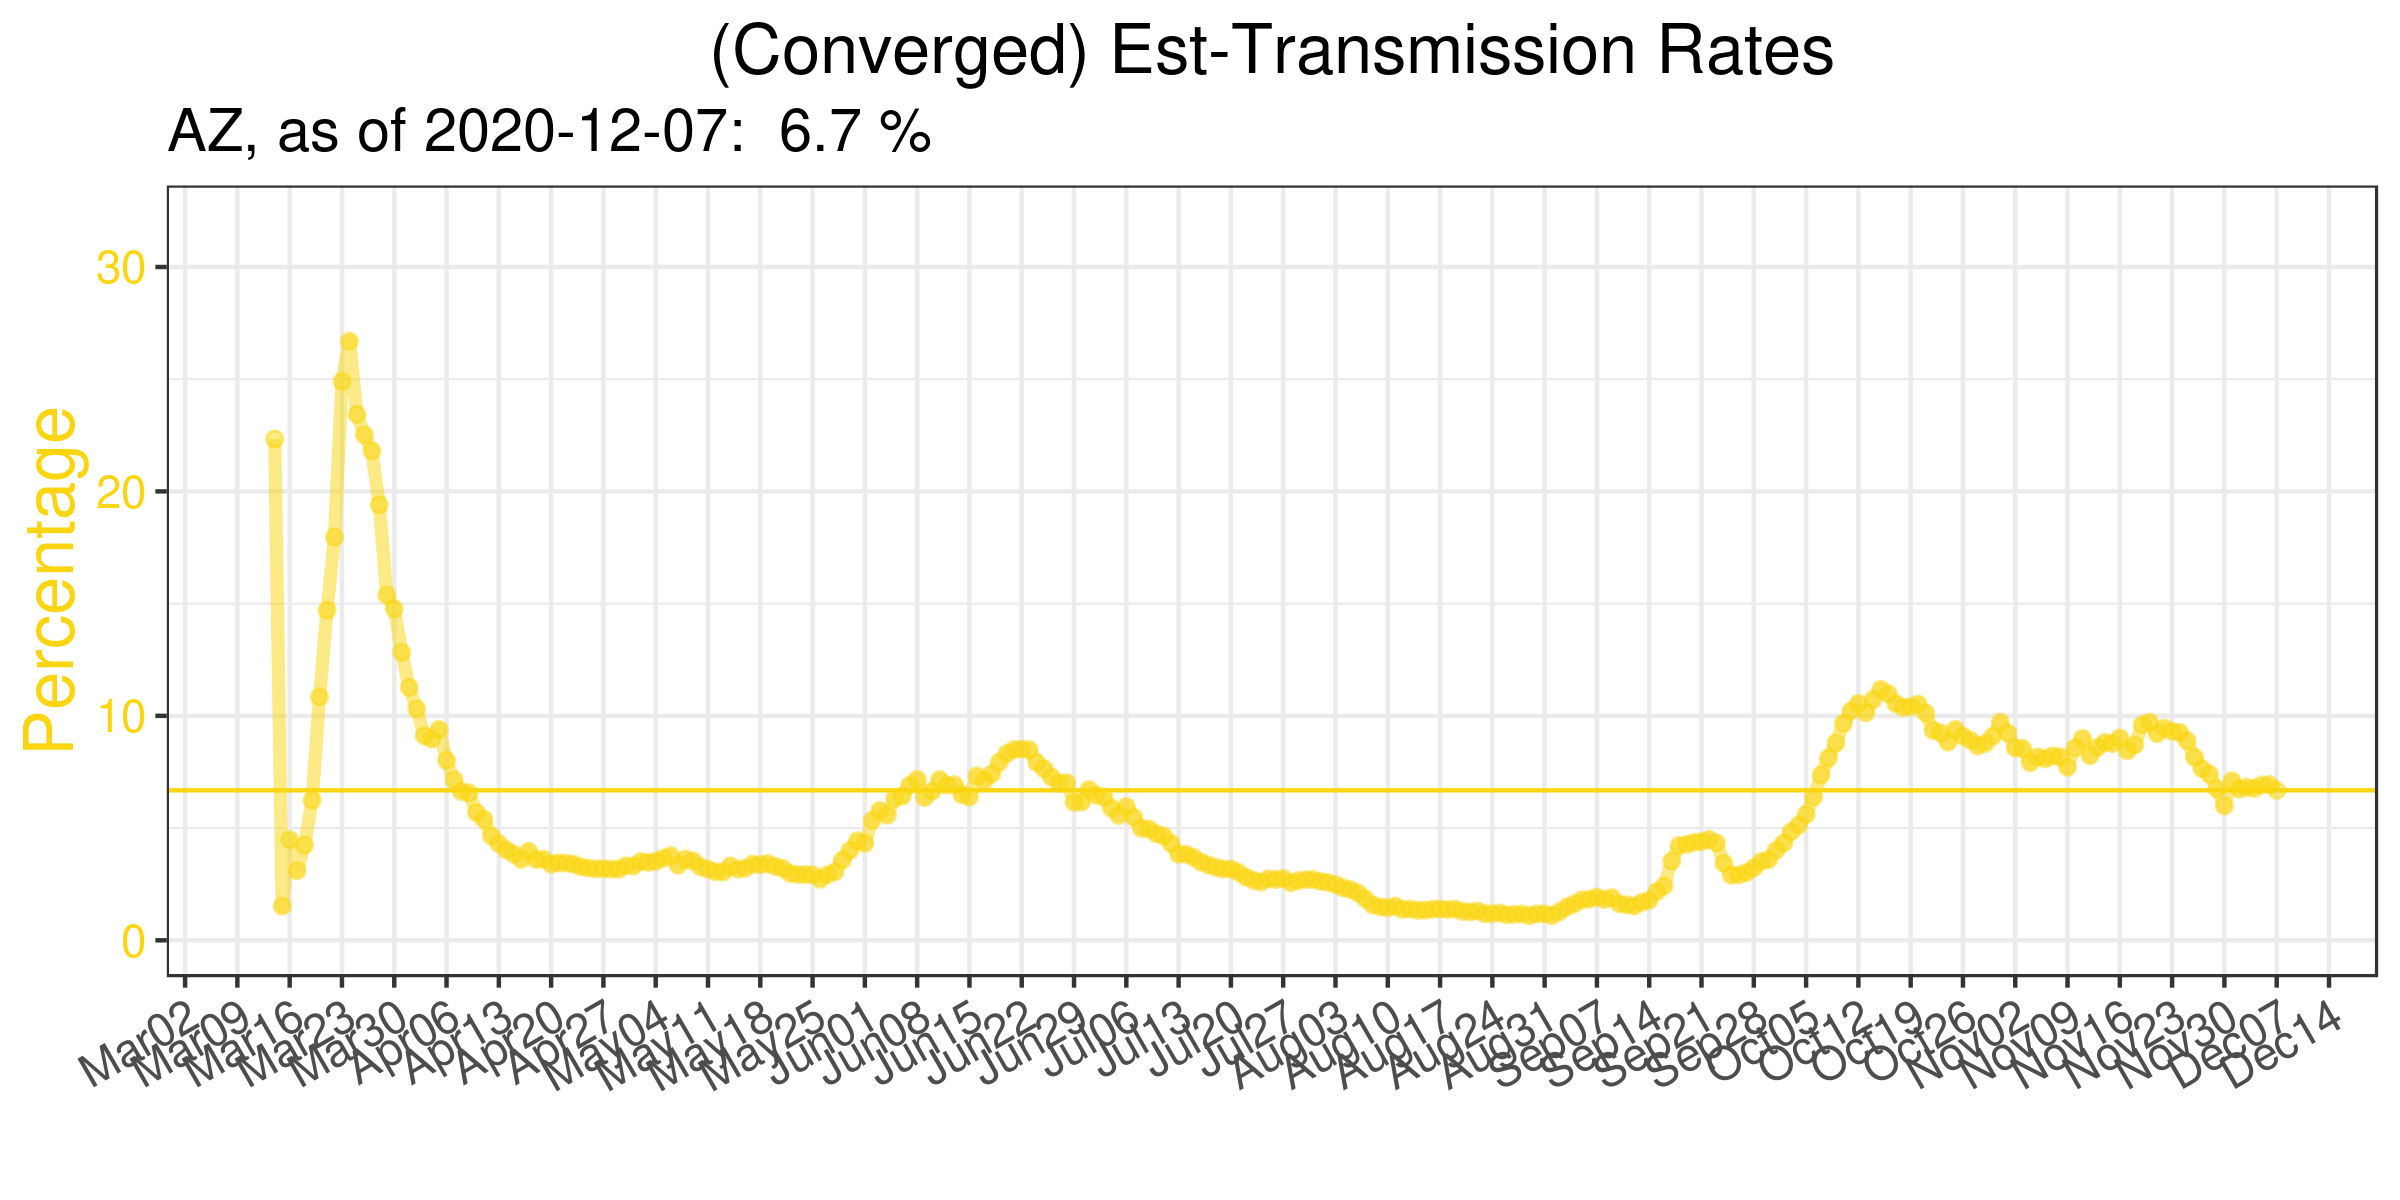 (Converged) Est-Transmission Rates
AZ, as of 2020-12-07:  6.7 %
Percentage
30
20
10
0
Mar02
Mar09
Mar16
Mar23
Mar30
Apr06
Apr13
Apr20
Apr27
May04
May11
May18
May25
Jun01
Jun08
Jun15
Jun22
Jun29
Jul06
Jul13
Jul20
Jul27
Aug03
Aug10
Aug17
Aug24
Aug31
Sep07
Sep14
Sep21
Sep28
Oct05
Oct12
Oct19
Oct26
Nov02
Nov09
Nov16
Nov23
Nov30
Dec07
Dec14